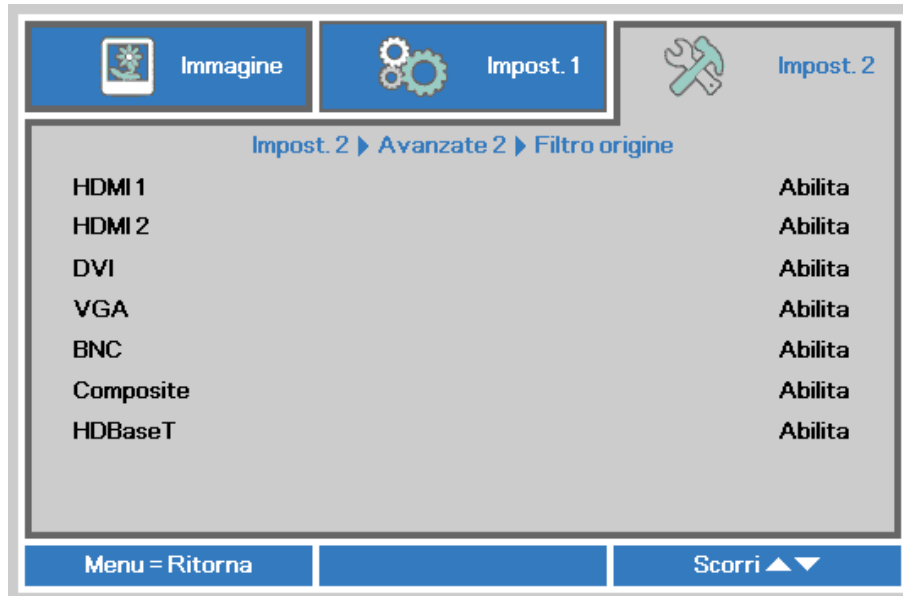 Immagine
Impost. 1
Impost. 2
Impost. 2 ▶ Avanzate 2 ▶ Filtro origine
HDMI 1 Abilita
HDMI 2 Abilita
DVI Abilita
VGA Abilita
BNC Abilita
Composite Abilita
HDBaseT Abilita
Menu = Ritorna
Scorri ▲▼